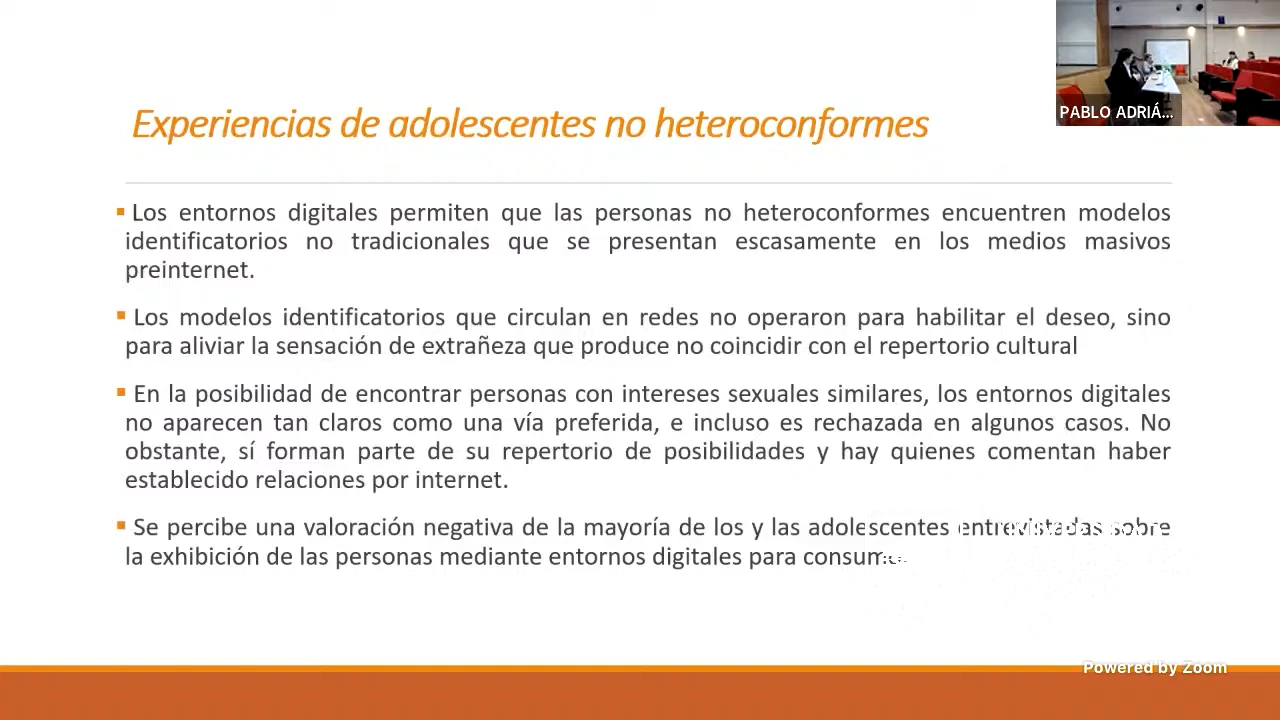 PABLO ADRIÁ...
Experiencias de adolescentes no heteroconformes
▪ Los entornos digitales permiten que las personas no heteroconformes encuentren modelos
identificatorios no tradicionales que se presentan escasamente en los medios masivos
preinternet.
▪ Los modelos identificatorios que circulan en redes no operaron para habilitar el deseo, sino
para aliviar la sensación de extrañeza que produce no coincidir con el repertorio cultural
▪ En la posibilidad de encontrar personas con intereses sexuales similares, los entornos digitales
no aparecen tan claros como una vía preferida, e incluso es rechazada en algunos casos. No
obstante, sí forman parte de su repertorio de posibilidades y hay quienes comentan haber
establecido relaciones por internet.
▪ Se percibe una valoración negativa de la mayoría de los y las adolescentes sobre
la exhibición de las personas mediante entornos digitales para
Powered by Zoom